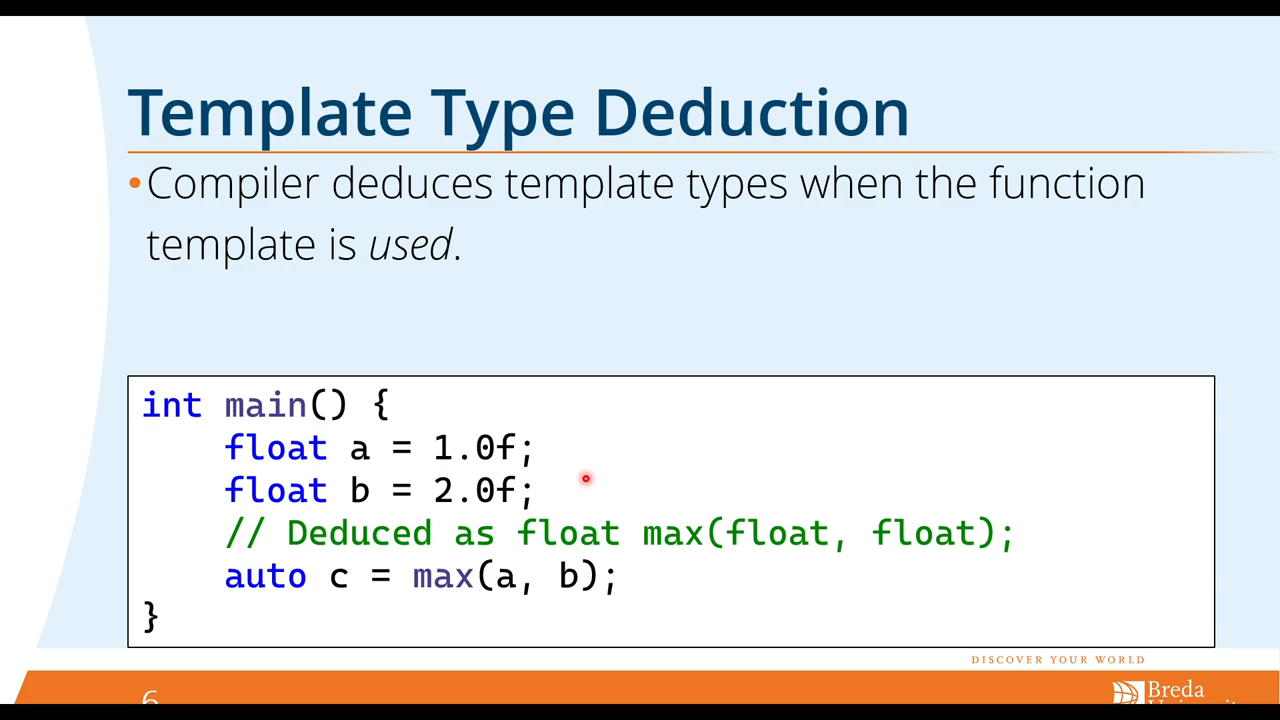 Template Type Deduction
•Compiler deduces template types when the function
template is used.
int main() {
float a = 1.0f;
float b = 2.0f;
// Deduced as float max(float, float);
auto c = max(a, b);
}
DISCOVER YOUR WORLD
6
Breda